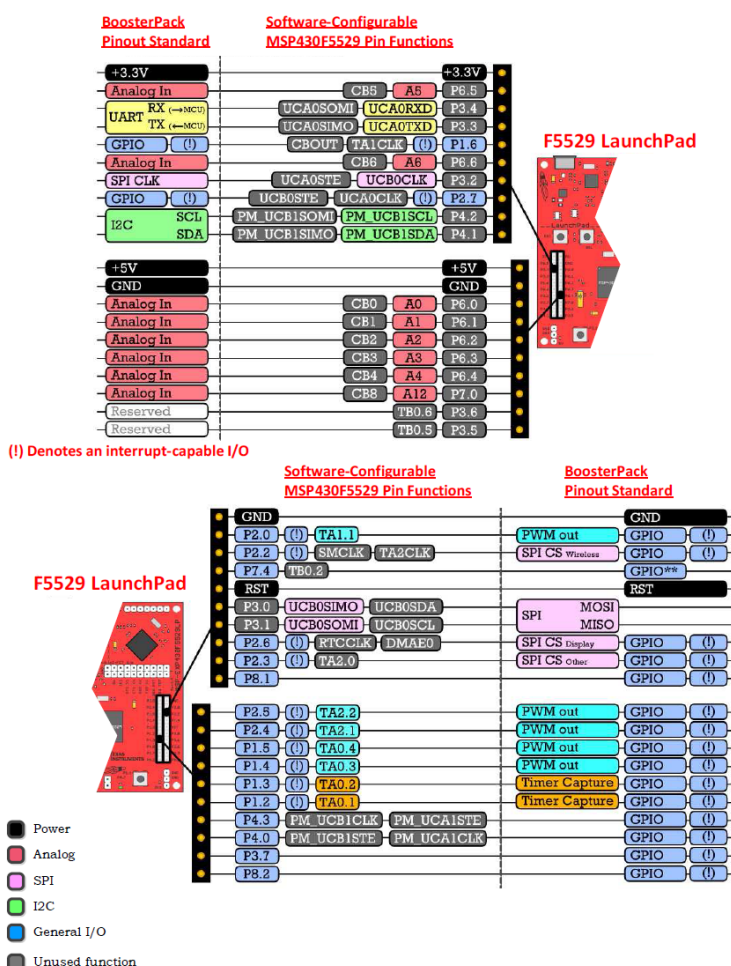 BoosterPack Software-Configurable
Pinout Standard MSP430F5529 Pin Functions
+3.3V +3.3V
Analog In CB5 A5 P6.5
UART RX (→MCU) UCA0SOMI UCA0RXD P3.4
TX (←MCU) UCA0SIMO UCA0TXD P3.3
GPIO (!) CBOUT TA1CLK (!) P1.6
Analog In CB6 A6 P6.6
SPI CLK UCA0STE UCB0CLK P3.2
GPIO (!) UCB0STE UCA0CLK (!) P2.7
I2C SCL PM_UCB1SOMI PM_UCB1SCL P4.2
SDA PM_UCB1SIMO PM_UCB1SDA P4.1
F5529 LaunchPad
LaunchPad
+5V +5V
GND GND
Analog In CB0 A0 P6.0
Analog In CB1 A1 P6.1
Analog In CB2 A2 P6.2
Analog In CB3 A3 P6.3
Analog In CB4 A4 P6.4
Analog In CB8 A12 P7.0
Reserved TB0.6 P3.6
Reserved TB0.5 P3.5
(!) Denotes an interrupt-capable I/O
Software-Configurable BoosterPack
MSP430F5529 Pin Functions Pinout Standard
GND GND
P2.0 (!) TA1.1 PWM out GPIO (!)
P2.2 (!) SMCLK TA2CLK SPI CS Wireless GPIO (!)
P7.4 TB0.2 GPIO**
RST RST
P3.0 UCB0SIMO UCB0SDA SPI MOSI
P3.1 UCB0SOMI UCB0SCL MISO
P2.6 (!) RTCCLK DMAE0 SPI CS Display GPIO (!)
P2.3 (!) TA2.0 SPI CS Other GPIO (!)
P8.1
F5529 LaunchPad
P2.5 (!) TA2.2 PWM out GPIO (!)
P2.4 (!) TA2.1 PWM out GPIO (!)
P1.5 (!) TA0.4 PWM out GPIO (!)
P1.4 (!) TA0.3 PWM out GPIO (!)
P1.3 (!) TA0.2 Timer Capture GPIO (!)
P1.2 (!) TA0.1 Timer Capture GPIO (!)
P4.3 PM_UCB1CLK PM_UCA1STE GPIO (!)
P4.0 PM_UCB1STE PM_UCA1CLK GPIO (!)
P3.7 GPIO (!)
P8.2 GPIO (!)
Power
Analog
SPI
I2C
General I/O
Unused function